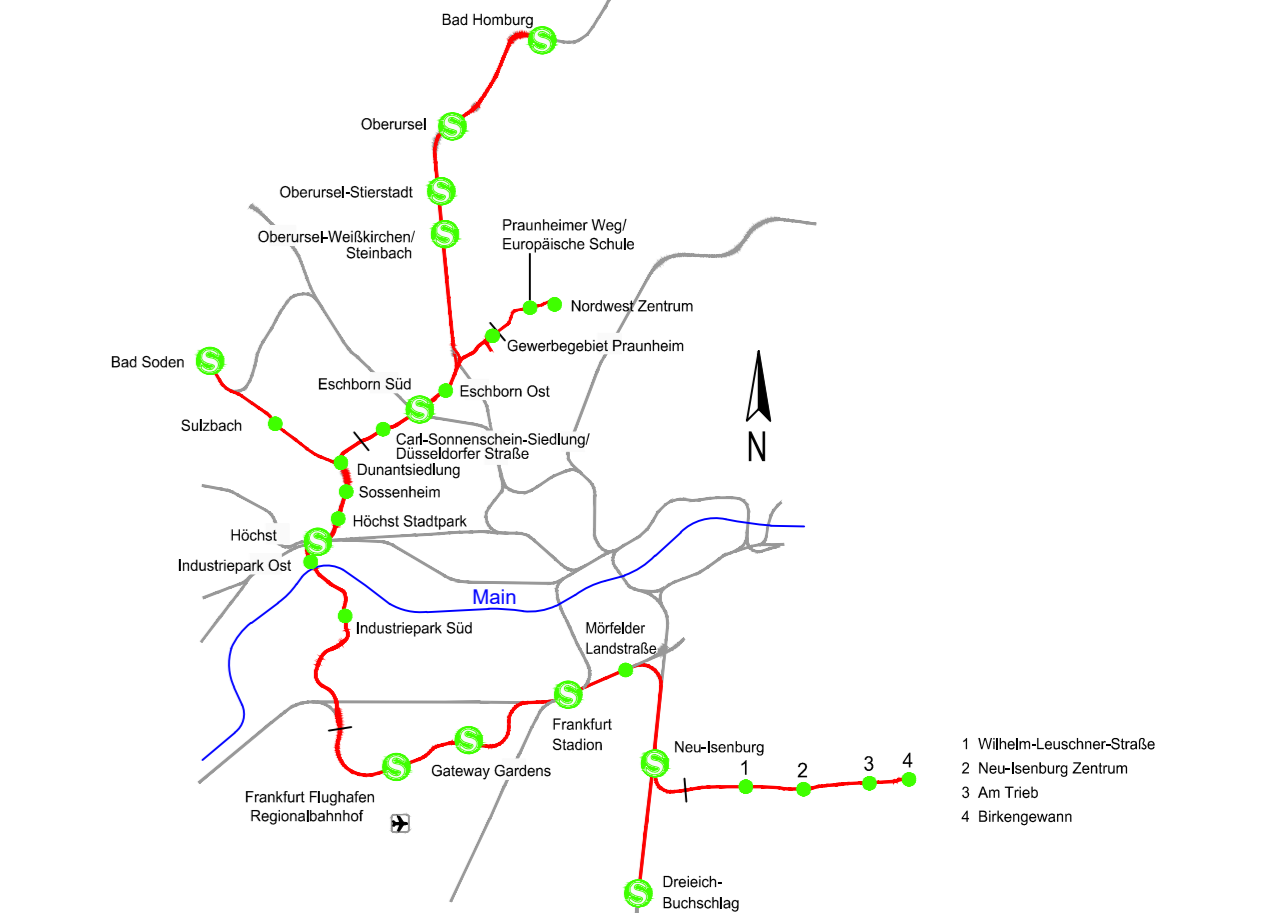 Bad Homburg
Oberursel
Oberursel-Stierstadt
Oberursel-Weißkirchen/
Steinbach
Praunheimer Weg/
Europäische Schule
Nordwest Zentrum
Gewerbegebiet Praunheim
Bad Soden
Eschborn Süd
Eschborn Ost
Sulzbach
Carl-Sonnenschein-Siedlung/
Düsseldorfer Straße
Dunantsiedlung
Sossenheim
Höchst Stadtpark
Höchst
Industriepark Ost
N
Main
Industriepark Süd
Mörfelder
Landstraße
Frankfurt
Stadion
Neu-Isenburg
Gateway Gardens
Frankfurt Flughafen
Regionalbahnhof
1
2
3
4
1 Wilhelm-Leuschner-Straße
2 Neu-Isenburg Zentrum
3 Am Trieb
4 Birkengewann
Dreieich-
Buchschlag
S
S
S
S
S
S
S
S
S
S
S
S